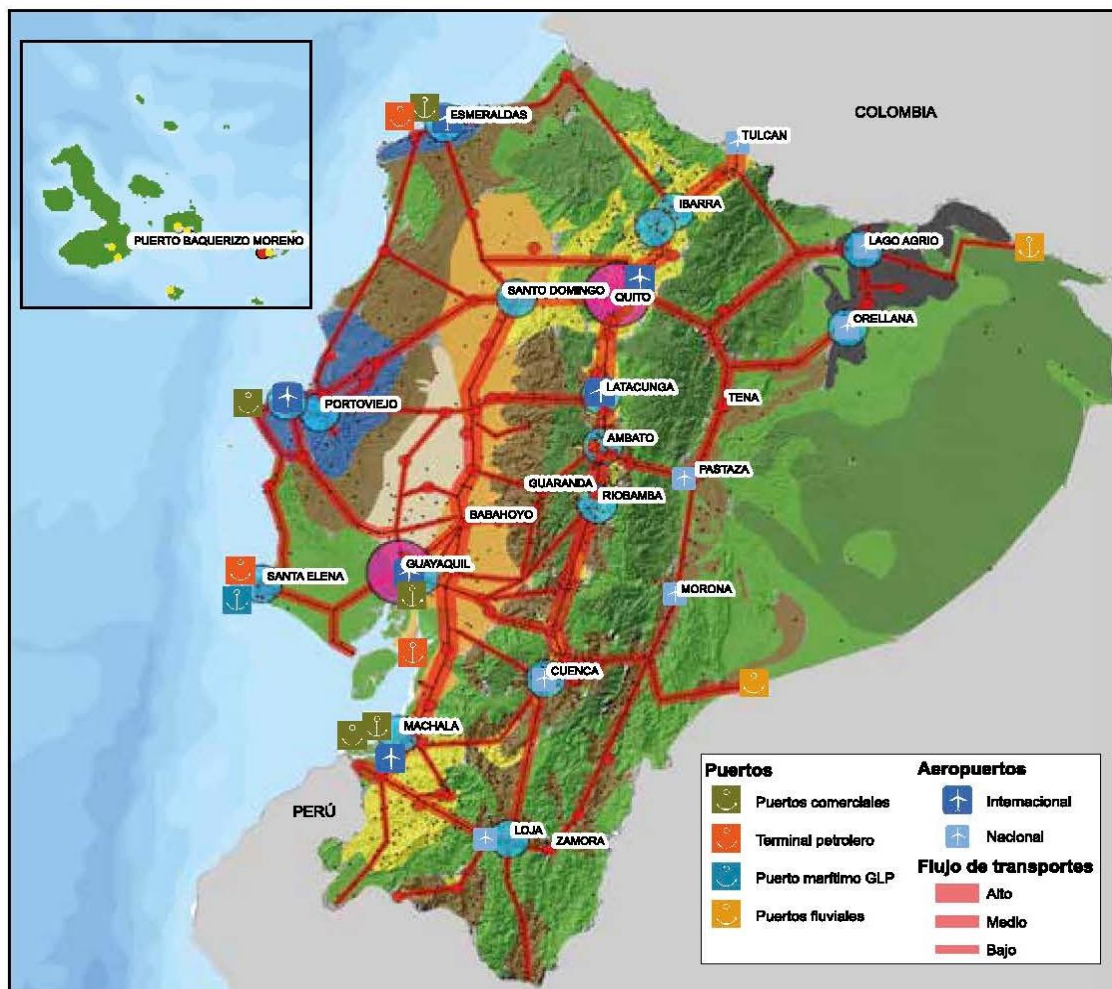 COLOMBIA
ESMERALDAS
TULCAN
IBARRA
PUERTO BAQUERIZO MORENO
LAGO AGRIO
SANTO DOMINGO
QUITO
ORELLANA
LATACUNGA
PORTOVIEJO
TENA
AMBATO
PASTAZA
GUARANDA
RIOBAMBA
BABAHOYO
GUAYAQUIL
SANTA ELENA
MORONA
CUENCA
MACHALA
PERÚ
LOJA
ZAMORA
Puertos
Puertos comerciales
Terminal petrolero
Puerto marítimo GLP
Puertos fluviales
Aeropuertos
Internacional
Nacional
Flujo de transportes
Alto
Medio
Bajo